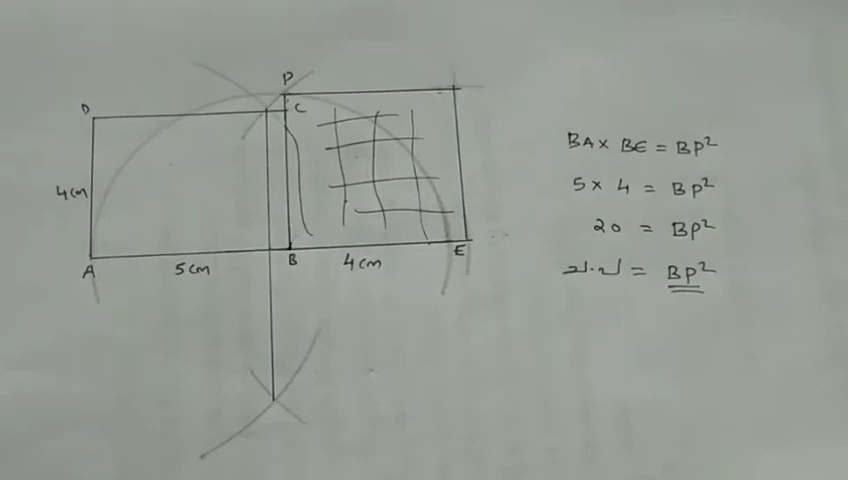 P
D
C
4cm
A
5cm
B
4cm
E
BA × BE = BP²
5 × 4 = BP²
20 = BP²
പ.പ = BP²